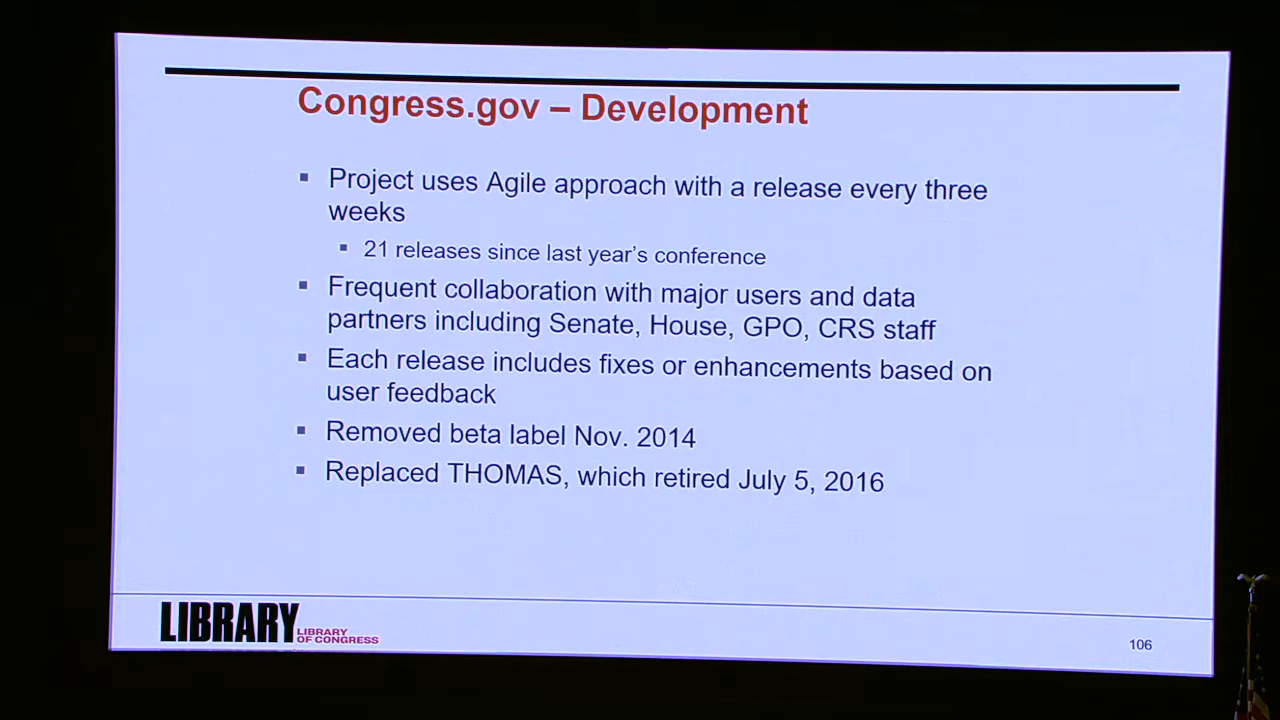 Congress.gov – Development
▪ Project uses Agile approach with a release every three
weeks
▪ 21 releases since last year's conference
▪ Frequent collaboration with major users and data
partners including Senate, House, GPO, CRS staff
▪ Each release includes fixes or enhancements based on
user feedback
▪ Removed beta label Nov. 2014
▪ Replaced THOMAS, which retired July 5, 2016
LIBRARY
LIBRARY
OF CONGRESS
106